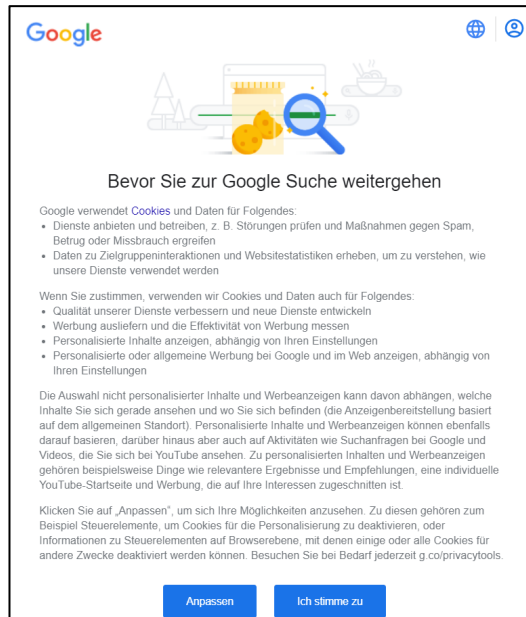 Google
Bevor Sie zur Google Suche weitergehen
Google verwendet Cookies und Daten für Folgendes:
• Dienste anbieten und betreiben, z. B. Störungen prüfen und Maßnahmen gegen Spam,
Betrug oder Missbrauch ergreifen
• Daten zu Zielgruppeninteraktionen und Websitestatistiken erheben, um zu verstehen, wie
unsere Dienste verwendet werden
Wenn Sie zustimmen, verwenden wir Cookies und Daten auch für Folgendes:
• Qualität unserer Dienste verbessern und neue Dienste entwickeln
• Werbung ausliefern und die Effektivität von Werbung messen
• Personalisierte Inhalte anzeigen, abhängig von Ihren Einstellungen
• Personalisierte oder allgemeine Werbung bei Google und im Web anzeigen, abhängig von
Ihren Einstellungen
Die Auswahl nicht personalisierter Inhalte und Werbeanzeigen kann davon abhängen, welche
Inhalte Sie sich gerade ansehen und wo Sie sich befinden (die Anzeigenbereitstellung basiert
auf dem allgemeinen Standort). Personalisierte Inhalte und Werbeanzeigen können ebenfalls
darauf basieren, darüber hinaus aber auch auf Aktivitäten wie Suchanfragen bei Google und
Videos, die Sie sich bei YouTube ansehen. Zu personalisierten Inhalten und Werbeanzeigen
gehören beispielsweise Dinge wie relevantere Ergebnisse und Empfehlungen, eine individuelle
YouTube-Startseite und Werbung, die auf Ihre Interessen zugeschnitten ist.
Klicken Sie auf „Anpassen“, um sich Ihre Möglichkeiten anzusehen. Zu diesen gehören zum
Beispiel Steuerelemente, um Cookies für die Personalisierung zu deaktivieren, oder
Informationen zu Steuerelementen auf Browserebene, mit denen einige oder alle Cookies für
andere Zwecke deaktiviert werden können. Besuchen Sie bei Bedarf jederzeit g.co/privacytools.
Anpassen
Ich stimme zu